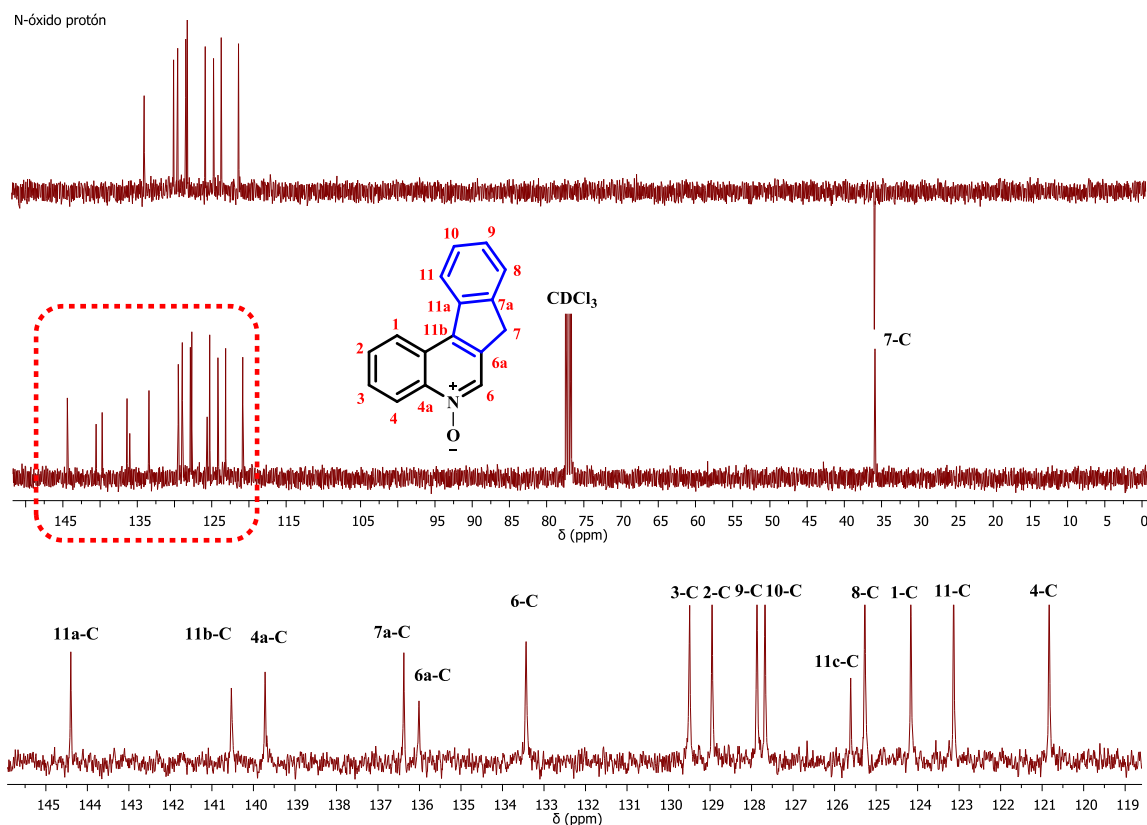 N-óxido protón
10
9
11
8
11a
7a
CDCl3
1
11b
7
7-C
2
6a
3
+
6
4a
N
4
O
−
145 135 125 115 105 95 90 85 80 75 70 65 60 55 50 45 40 35 30 25 20 15 10 5 0
δ (ppm)
6-C
3-C 2-C 9-C 10-C 8-C 1-C 11-C 4-C
11a-C 11b-C 4a-C 7a-C
6a-C 11c-C
145 144 143 142 141 140 139 138 137 136 135 134 133 132 131 130 129 128 127 126 125 124 123 122 121 120 119
δ (ppm)